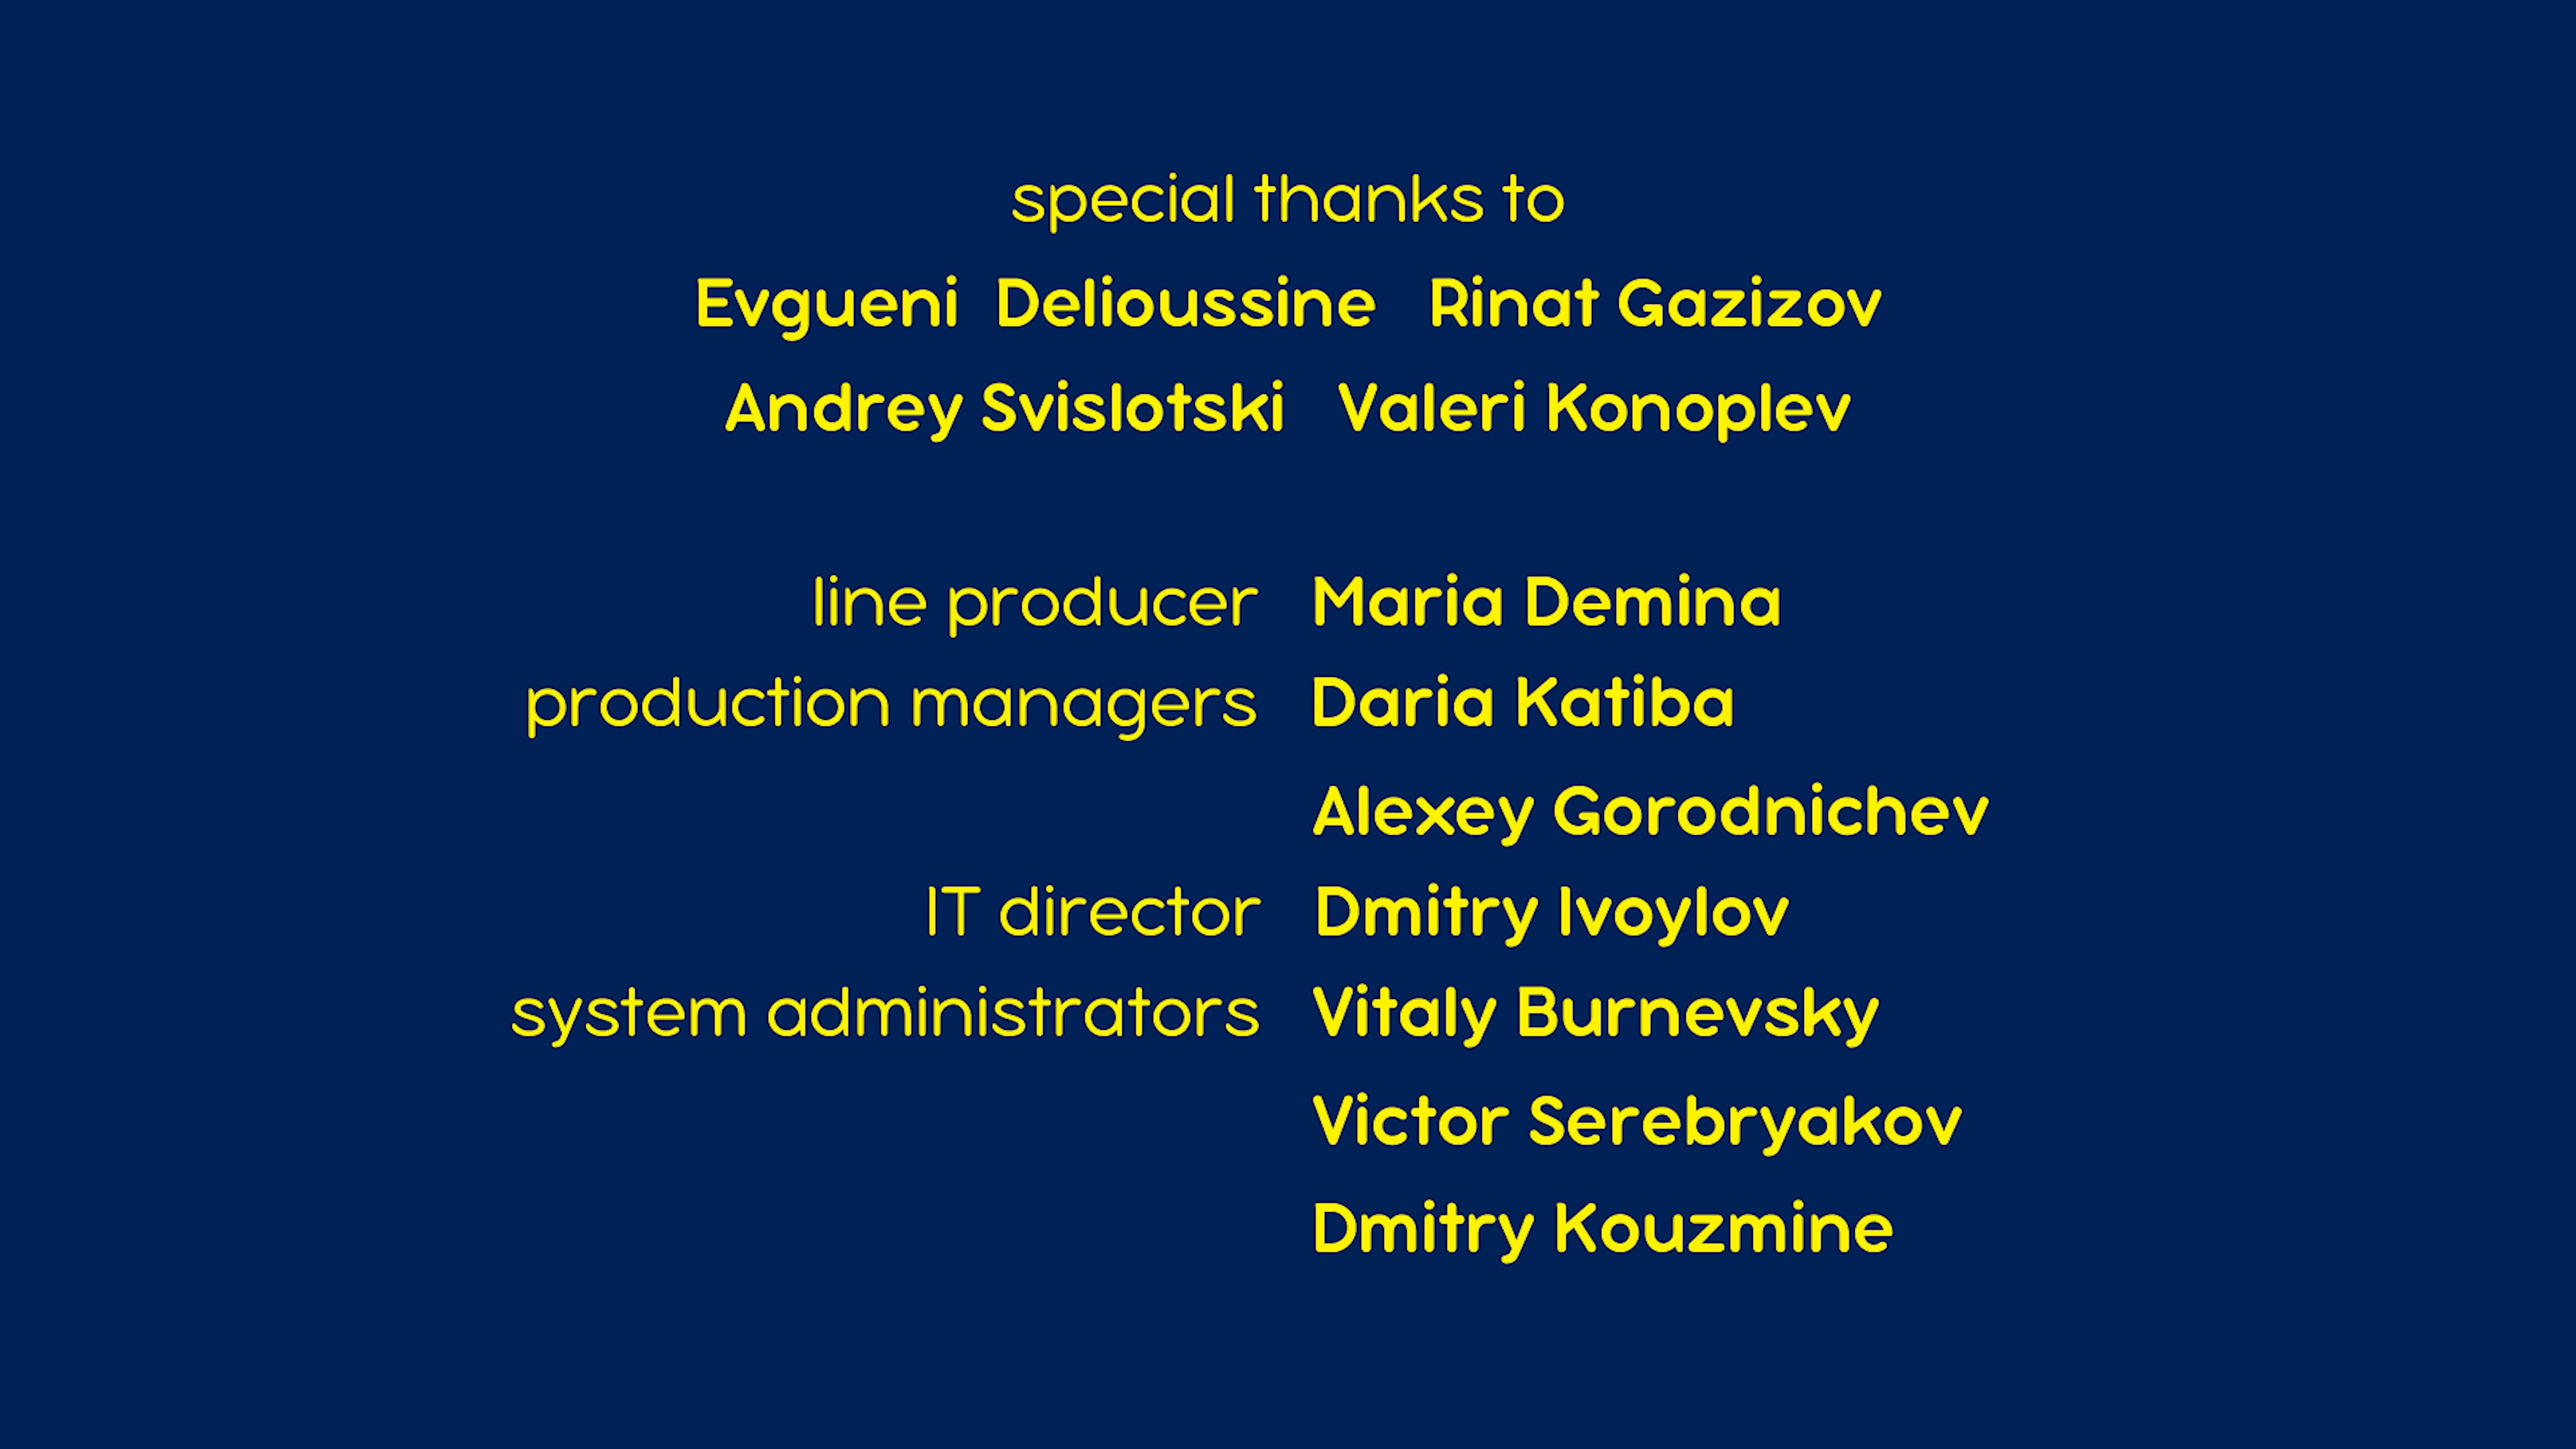 special thanks to
Evgueni Delioussine Rinat Gazizov
Andrey Svislotski Valeri Konoplev
line producer Maria Demina
production managers Daria Katiba
Alexey Gorodnichev
IT director Dmitry Ivoylov
system administrators Vitaly Burnevsky
Victor Serebryakov
Dmitry Kouzmine